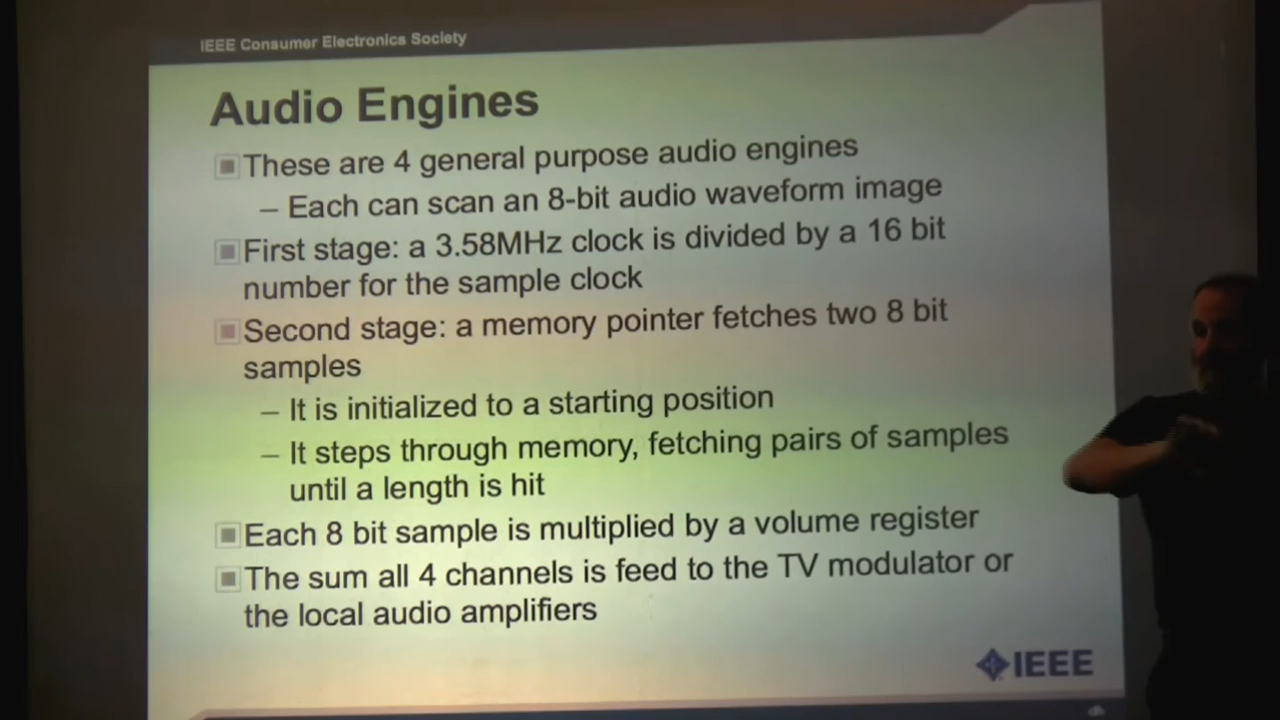 IEEE Consumer Electronics Society
Audio Engines
These are 4 general purpose audio engines
– Each can scan an 8-bit audio waveform image
First stage: a 3.58MHz clock is divided by a 16 bit
number for the sample clock
Second stage: a memory pointer fetches two 8 bit
samples
– It is initialized to a starting position
– It steps through memory, fetching pairs of samples
until a length is hit
Each 8 bit sample is multiplied by a volume register
The sum all 4 channels is feed to the TV modulator or
the local audio amplifiers
IEEE